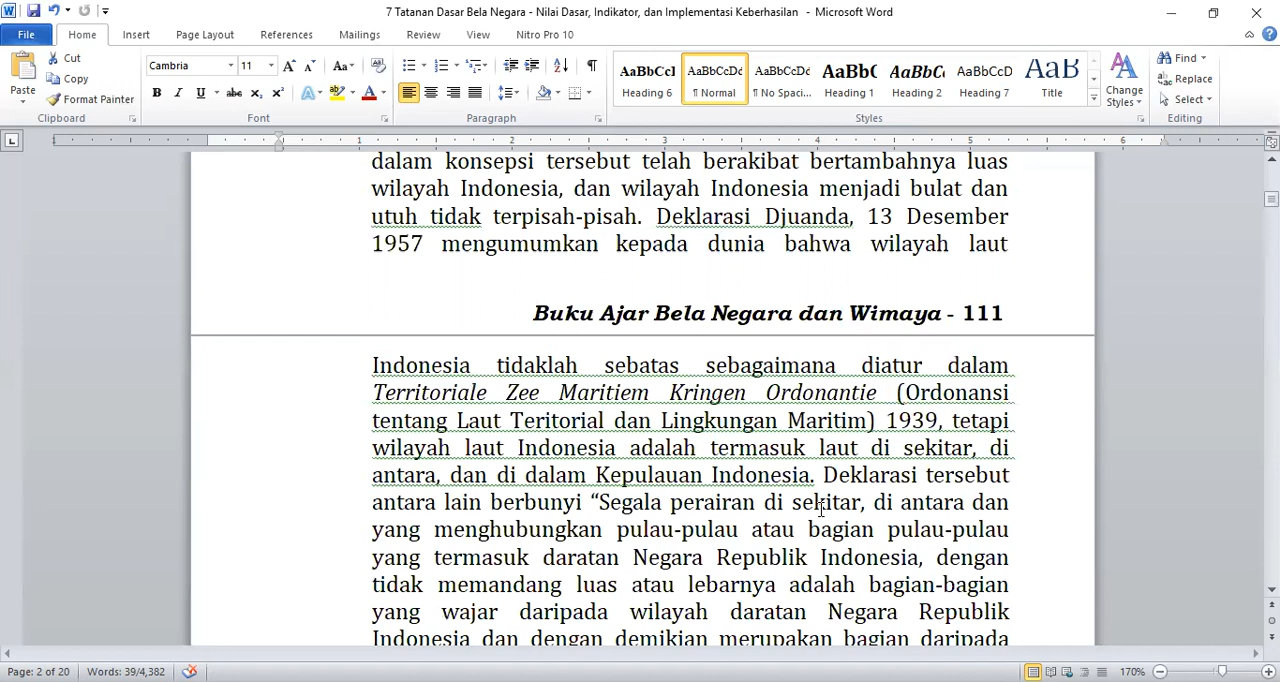 7 Tatanan Dasar Bela Negara - Nilai Dasar, Indikator, dan Implementasi Keberhasilan - Microsoft Word
File Home Insert Page Layout References Mailings Review View Nitro Pro 10
Paste
Cut
Copy
Format Painter
Clipboard
Cambria 11
Font
Paragraph
AaBbCcI AaBbCcDc AaBbCcDc AaBb( AaBbCc AaBbCcD AaB
Heading 6 ¶ Normal ¶ No Spaci... Heading 1 Heading 2 Heading 7 Title
Change
Styles
Styles
Find
Replace
Select
Editing
1 1 2 3 4 5 6
dalam konsepsi tersebut telah berakibat bertambahnya luas
wilayah Indonesia, dan wilayah Indonesia menjadi bulat dan
utuh tidak terpisah-pisah. Deklarasi Djuanda, 13 Desember
1957 mengumumkan kepada dunia bahwa wilayah laut
Buku Ajar Bela Negara dan Wimaya - 111
Indonesia tidaklah sebatas sebagaimana diatur dalam
Territoriale Zee Maritiem Kringen Ordonantie (Ordonansi
tentang Laut Teritorial dan Lingkungan Maritim) 1939, tetapi
wilayah laut Indonesia adalah termasuk laut di sekitar, di
antara, dan di dalam Kepulauan Indonesia. Deklarasi tersebut
antara lain berbunyi “Segala perairan di sekitar, di antara dan
yang menghubungkan pulau-pulau atau bagian pulau-pulau
yang termasuk daratan Negara Republik Indonesia, dengan
tidak memandang luas atau lebarnya adalah bagian-bagian
yang wajar daripada wilayah daratan Negara Republik
Indonesia dan dengan demikian merupakan bagian daripada
Page: 2 of 20 Words: 39/4,382 170%